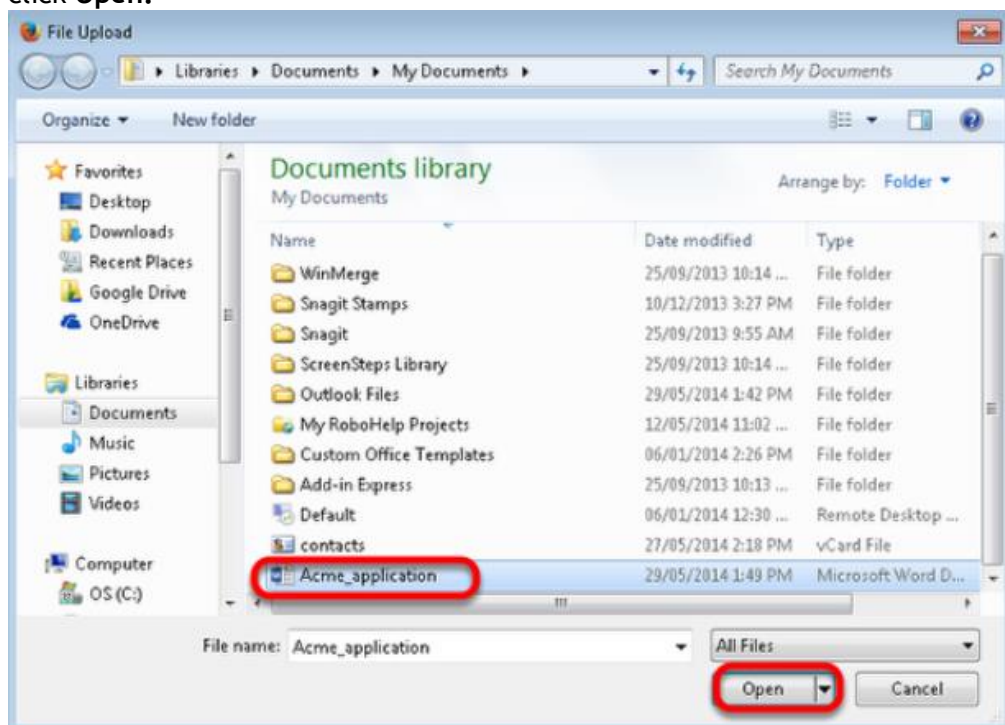 click Open.
File Upload
Libraries Documents My Documents
Search My Documents
Organize New folder
Favorites
Desktop
Downloads
Recent Places
Google Drive
OneDrive
Libraries
Documents
Music
Pictures
Videos
Computer
OS (C:)
Documents library
My Documents
Arrange by: Folder
Name Date modified Type
WinMerge 25/09/2013 10:14 ... File folder
Snagit Stamps 10/12/2013 3:27 PM File folder
Snagit 25/09/2013 9:55 AM File folder
ScreenSteps Library 25/09/2013 10:14 ... File folder
Outlook Files 29/05/2014 1:42 PM File folder
My RoboHelp Projects 12/05/2014 11:02 ... File folder
Custom Office Templates 06/01/2014 2:26 PM File folder
Add-in Express 25/09/2013 10:13 ... File folder
Default 06/01/2014 12:30 ... Remote Desktop ...
contacts 27/05/2014 2:18 PM vCard File
Acme_application 29/05/2014 1:49 PM Microsoft Word D...
File name: Acme_application All Files
Open Cancel